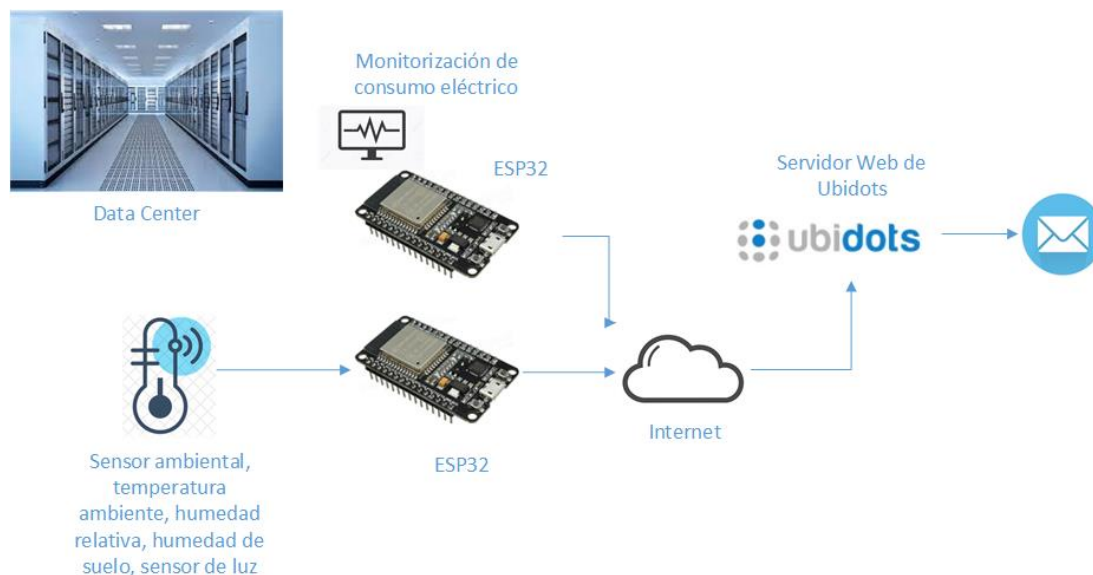 Monitorización de
consumo eléctrico
ESP32
Data Center
Servidor Web de
Ubidots
ubidots
Sensor ambiental,
temperatura
ambiente, humedad
relativa, humedad de
suelo, sensor de luz
ESP32
Internet